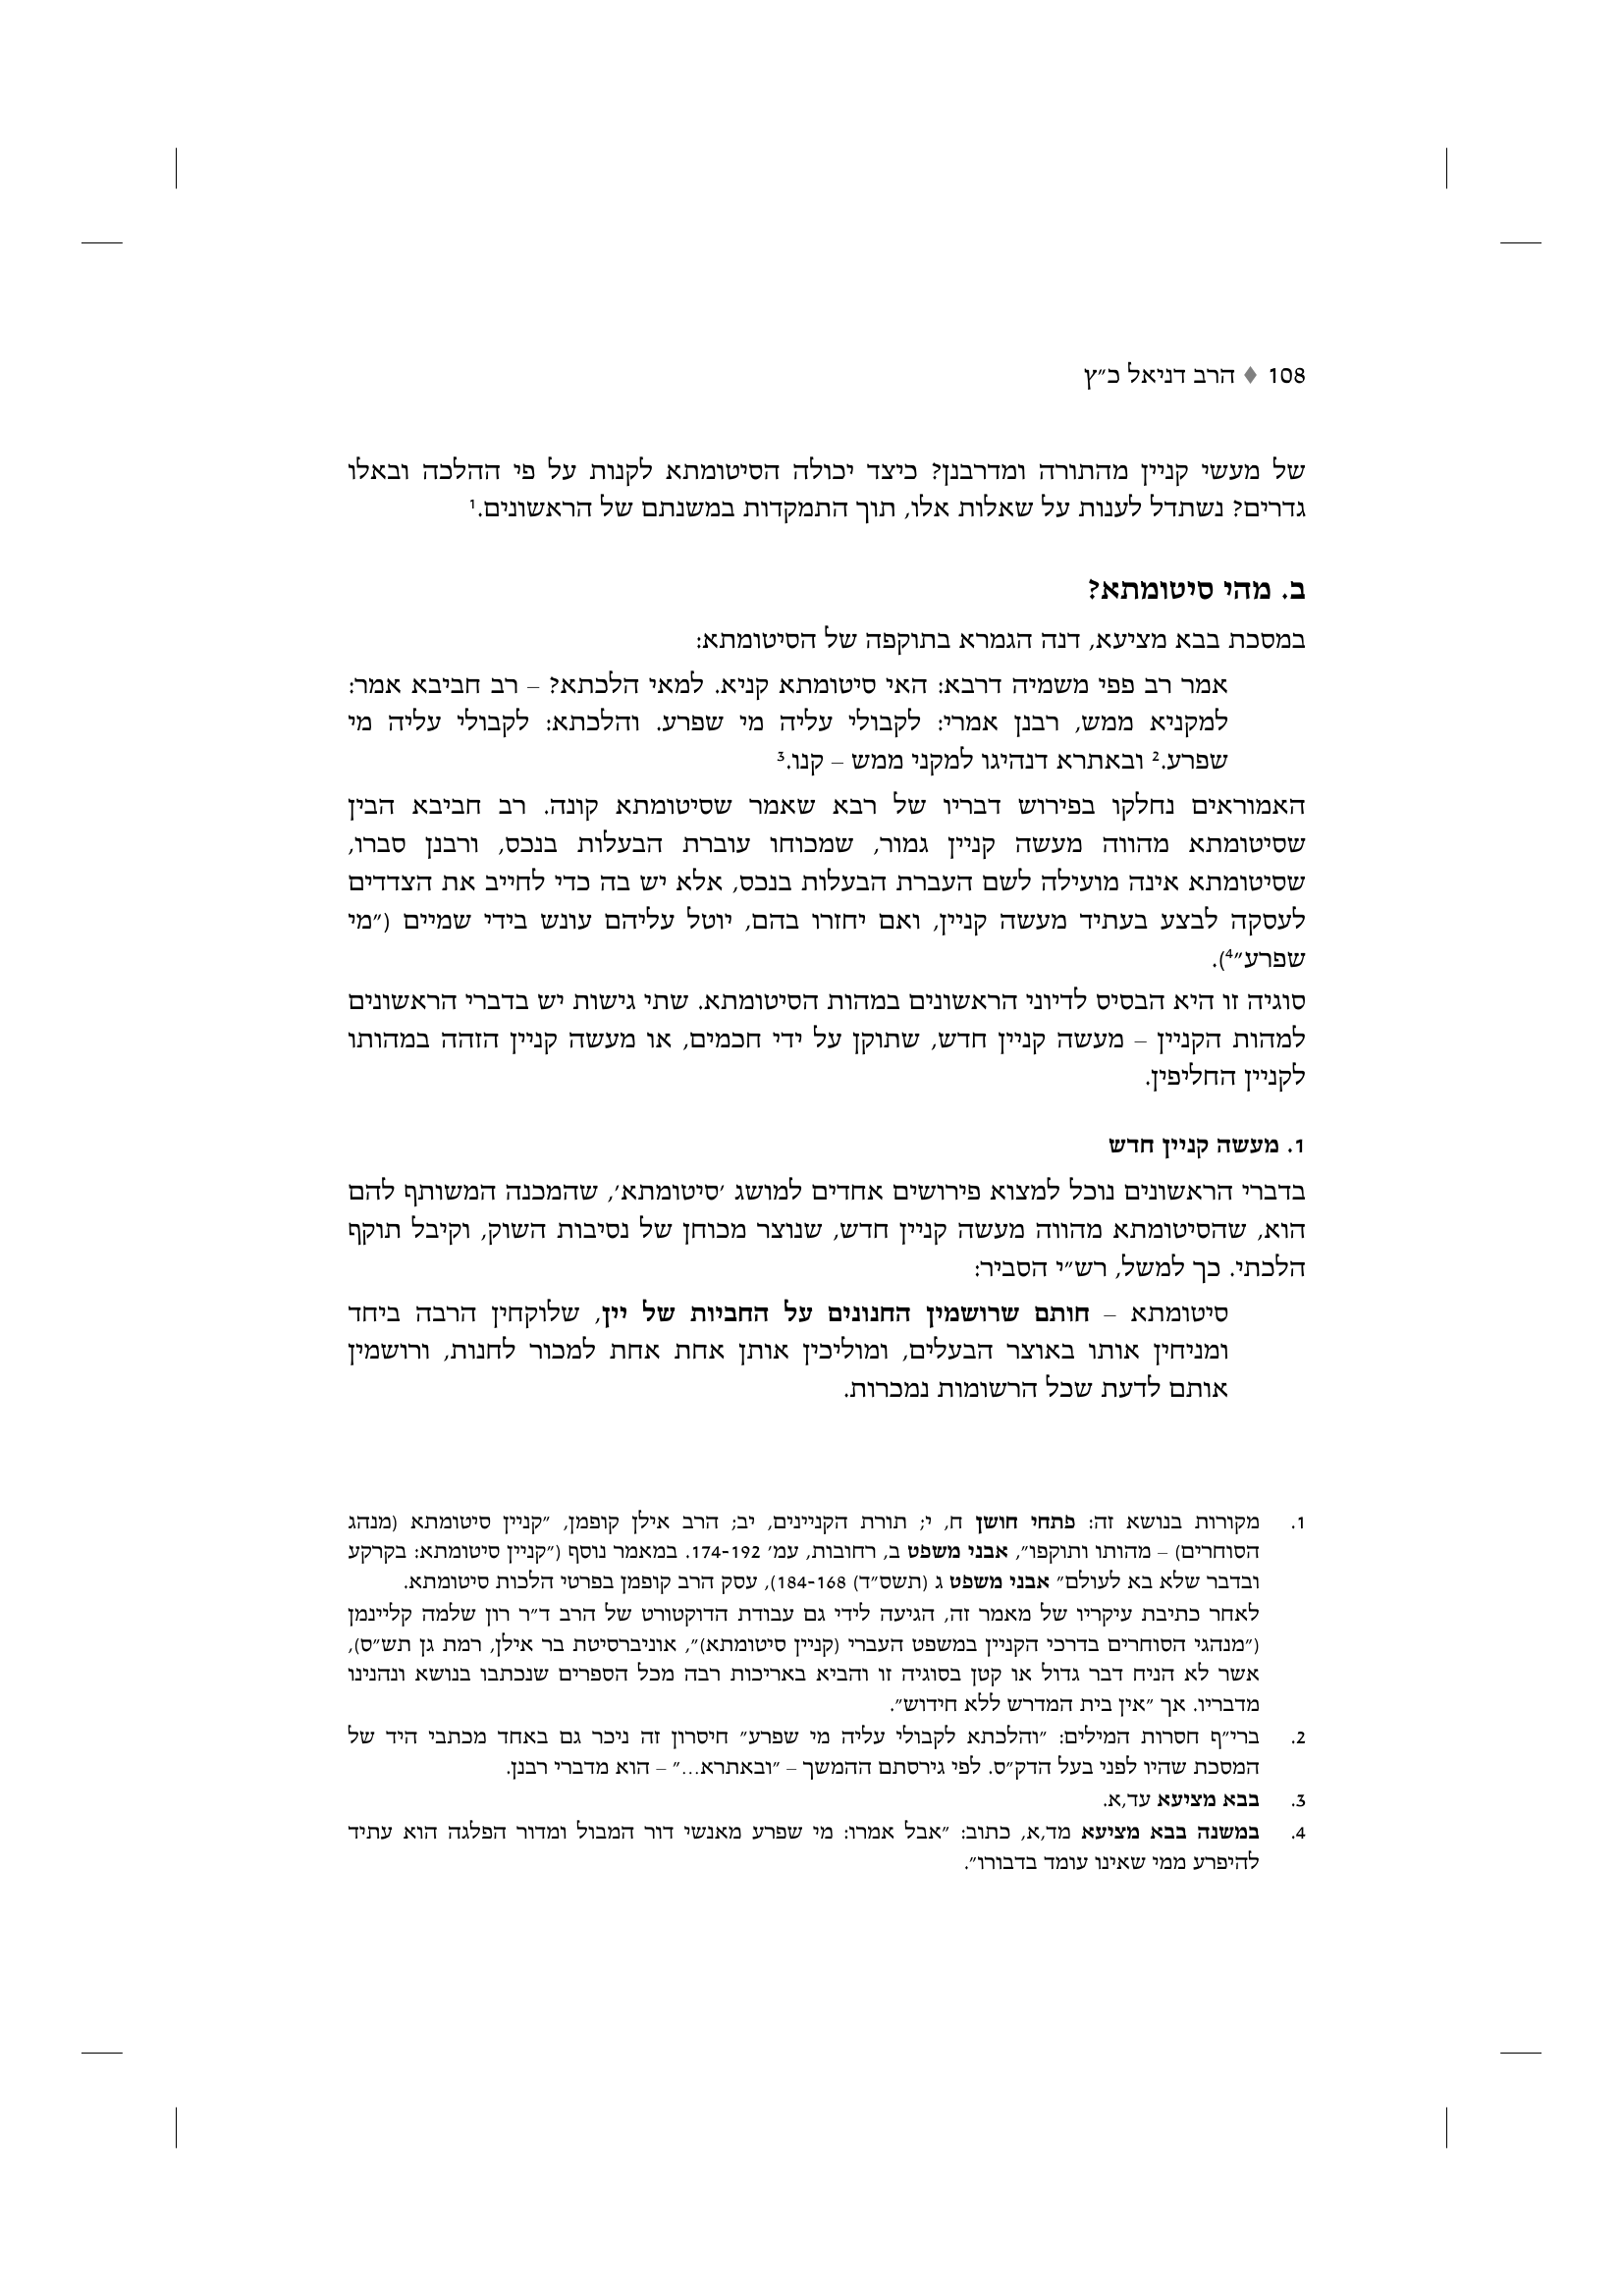 108 ♦ הרב דניאל כ״ץ
של מעשי קניין מהתורה ומדרבנן? כיצד יכולה הסיטומתא לקנות על פי ההלכה ובאלו
גדרים? נשתדל לענות על שאלות אלו, תוך התמקדות במשנתם של הראשונים.¹
ב. מהי סיטומתא?
במסכת בבא מציעא, דנה הגמרא בתוקפה של הסיטומתא:
אמר רב פפי משמיה דרבא: האי סיטומתא קניא. למאי הלכתא? – רב חביבא אמר:
למקניא ממש, רבנן אמרי: לקבולי עליה מי שפרע. והלכתא: לקבולי עליה מי
שפרע.² ובאתרא דנהיגו למקני ממש – קנו.³
האמוראים נחלקו בפירוש דבריו של רבא שאמר שסיטומתא קונה. רב חביבא הבין
שסיטומתא מהווה מעשה קניין גמור, שמכוחו עוברת הבעלות בנכס, ורבנן סברו,
שסיטומתא אינה מועילה לשם העברת הבעלות בנכס, אלא יש בה כדי לחייב את הצדדים
לעסקה לבצע בעתיד מעשה קניין, ואם יחזרו בהם, יוטל עליהם עונש בידי שמיים (״מי
שפרע״⁴).
סוגיה זו היא הבסיס לדיוני הראשונים במהות הסיטומתא. שתי גישות יש בדברי הראשונים
למהות הקניין – מעשה קניין חדש, שתוקן על ידי חכמים, או מעשה קניין הזהה במהותו
לקניין החליפין.
1. מעשה קניין חדש
בדברי הראשונים נוכל למצוא פירושים אחדים למושג ׳סיטומתא׳, שהמכנה המשותף להם
הוא, שהסיטומתא מהווה מעשה קניין חדש, שנוצר מכוחן של נסיבות השוק, וקיבל תוקף
הלכתי. כך למשל, רש״י הסביר:
סיטומתא – חותם שרושמין החנונים על החביות של יין, שלוקחין הרבה ביחד
ומניחין אותו באוצר הבעלים, ומוליכין אותן אחת אחת למכור לחנות, ורושמין
אותם לדעת שכל הרשומות נמכרות.
1. מקורות בנושא זה: פתחי חושן ח, י; תורת הקניינים, יב; הרב אילן קופמן, ״קניין סיטומתא (מנהג
הסוחרים) – מהותו ותוקפו״, אבני משפט ב, רחובות, עמ׳ 174-192. במאמר נוסף (״קניין סיטומתא: בקרקע
ובדבר שלא בא לעולם״ אבני משפט ג (תשס״ד) 184-168), עסק הרב קופמן בפרטי הלכות סיטומתא.
לאחר כתיבת עיקריו של מאמר זה, הגיעה לידי גם עבודת הדוקטורט של הרב ד״ר רון שלמה קליינמן
(״מנהגי הסוחרים בדרכי הקניין במשפט העברי (קניין סיטומתא)״, אוניברסיטת בר אילן, רמת גן תש״ס),
אשר לא הניח דבר גדול או קטן בסוגיה זו והביא באריכות רבה מכל הספרים שנכתבו בנושא ונהנינו
מדבריו. אך ״אין בית המדרש ללא חידוש״.
2. ברי״ף חסרות המילים: ״והלכתא לקבולי עליה מי שפרע״ חיסרון זה ניכר גם באחד מכתבי היד של
המסכת שהיו לפני בעל הדק״ס. לפי גירסתם ההמשך – ״ובאתרא...״ – הוא מדברי רבנן.
3. בבא מציעא עד,א.
4. במשנה בבא מציעא מד,א, כתוב: ״אבל אמרו: מי שפרע מאנשי דור המבול ומדור הפלגה הוא עתיד
להיפרע ממי שאינו עומד בדבורו״.